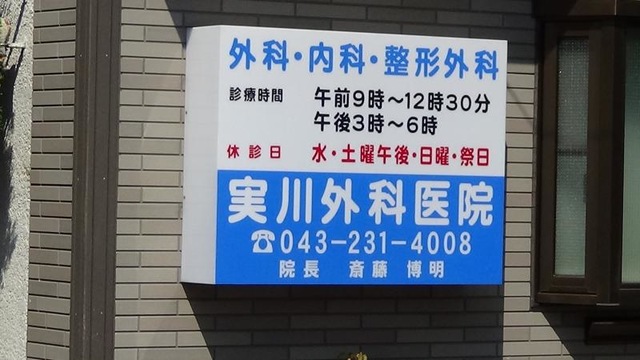 外科・内科・整形外科
診療時間 午前9時～12時30分
午後3時～6時
休診日 水・土曜午後・日曜・祭日
実川外科医院
☎043-231-4008
院長 斎藤 博明